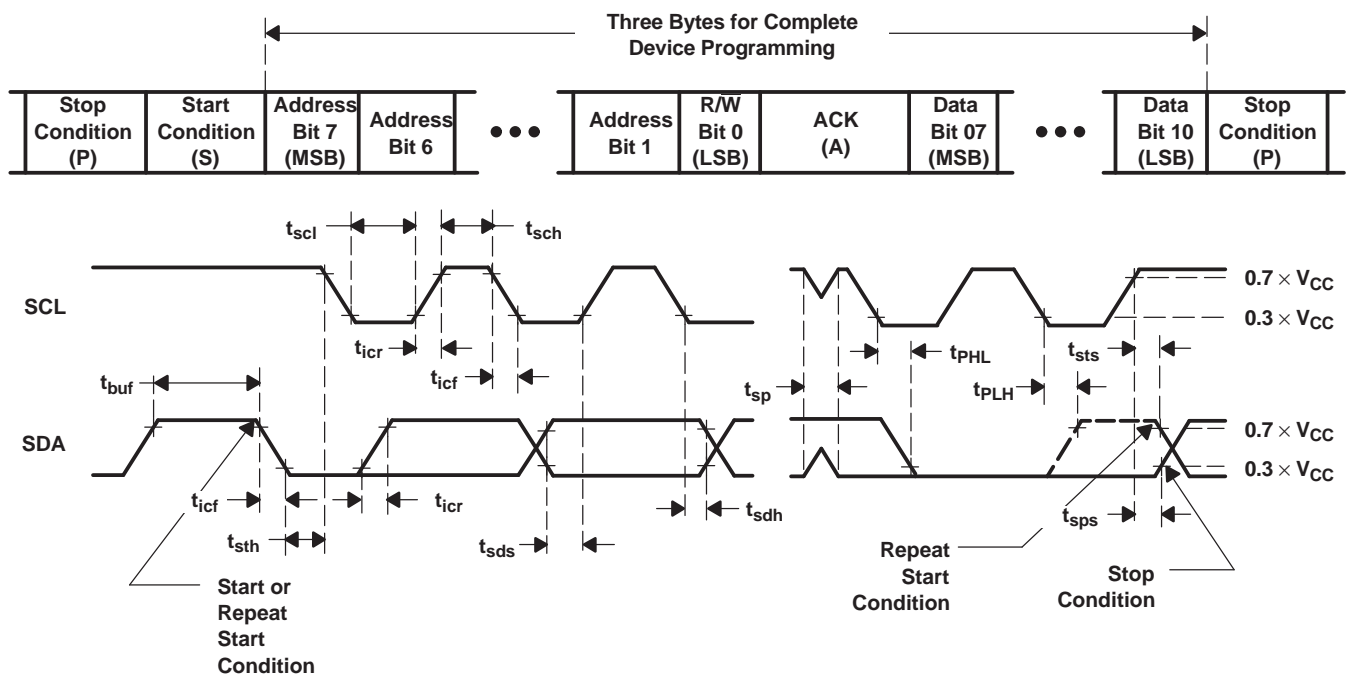 Three Bytes for Complete
Device Programming
Stop
Condition
(P)
Start
Condition
(S)
Address
Bit 7
(MSB)
Address
Bit 6
•••
Address
Bit 1
R/W̅
Bit 0
(LSB)
ACK
(A)
Data
Bit 07
(MSB)
•••
Data
Bit 10
(LSB)
Stop
Condition
(P)
tscl
tsch
SCL
0.7 × VCC
0.3 × VCC
ticr
ticf
tPHL
tsts
tbuf
tsp
tPLH
SDA
0.7 × VCC
0.3 × VCC
ticf
ticr
tsth
tsds
tsdh
tsps
Start or
Repeat
Start
Condition
Repeat
Start
Condition
Stop
Condition